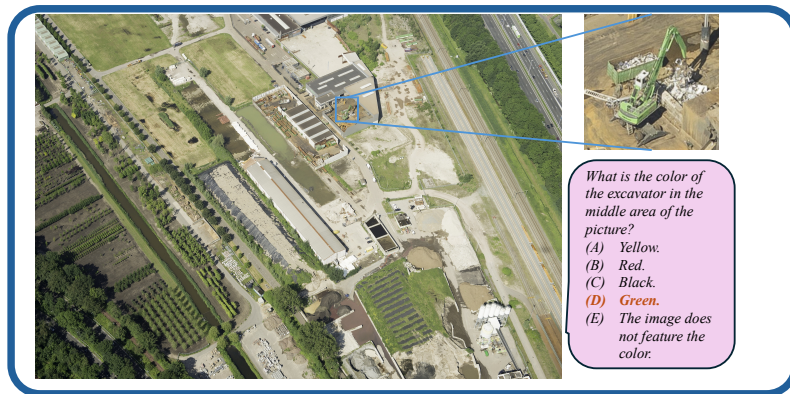 What is the color of
the excavator in the
middle area of the
picture?
(A) Yellow.
(B) Red.
(C) Black.
(D) Green.
(E) The image does
not feature the
color.